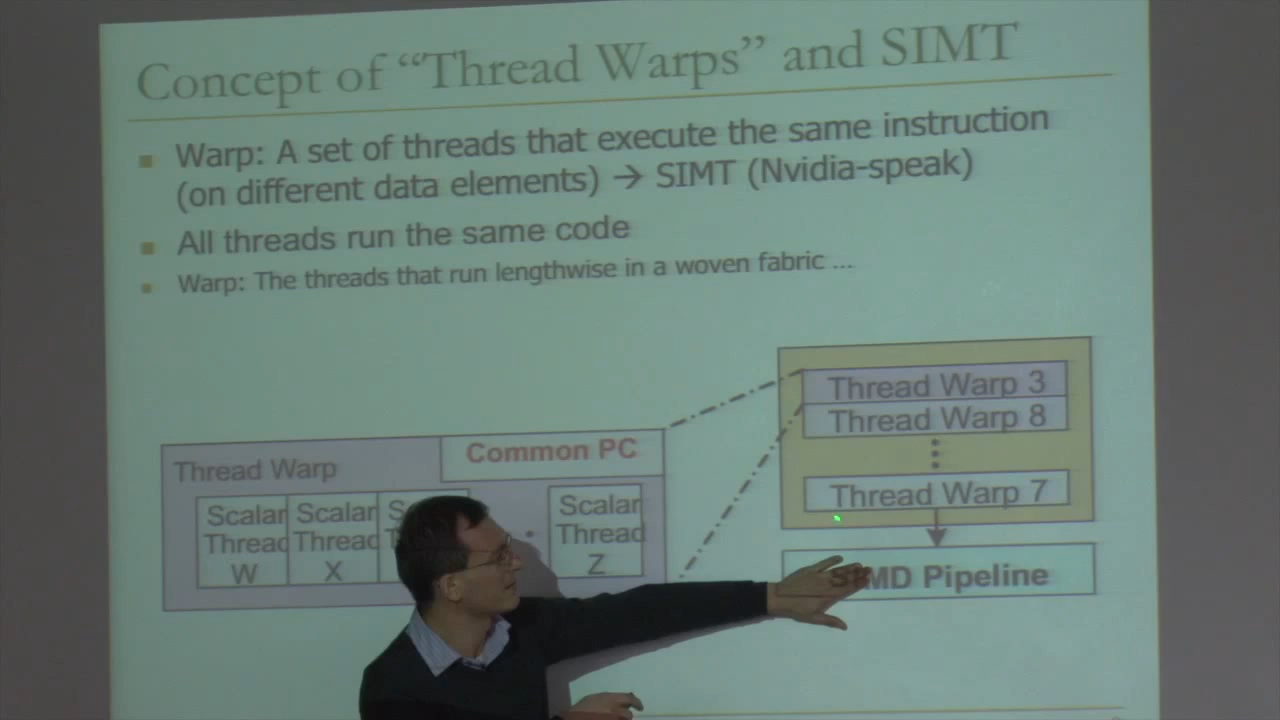 Concept of “Thread Warps” and SIMT
Warp: A set of threads that execute the same instruction
(on different data elements) → SIMT (Nvidia-speak)
All threads run the same code
Warp: The threads that run lengthwise in a woven fabric ...
Thread Warp
Common PC
Scalar
Thread
W
Scalar
Thread
X
Scalar
Thread
Z
Thread Warp 3
Thread Warp 8
Thread Warp 7
SIMD Pipeline